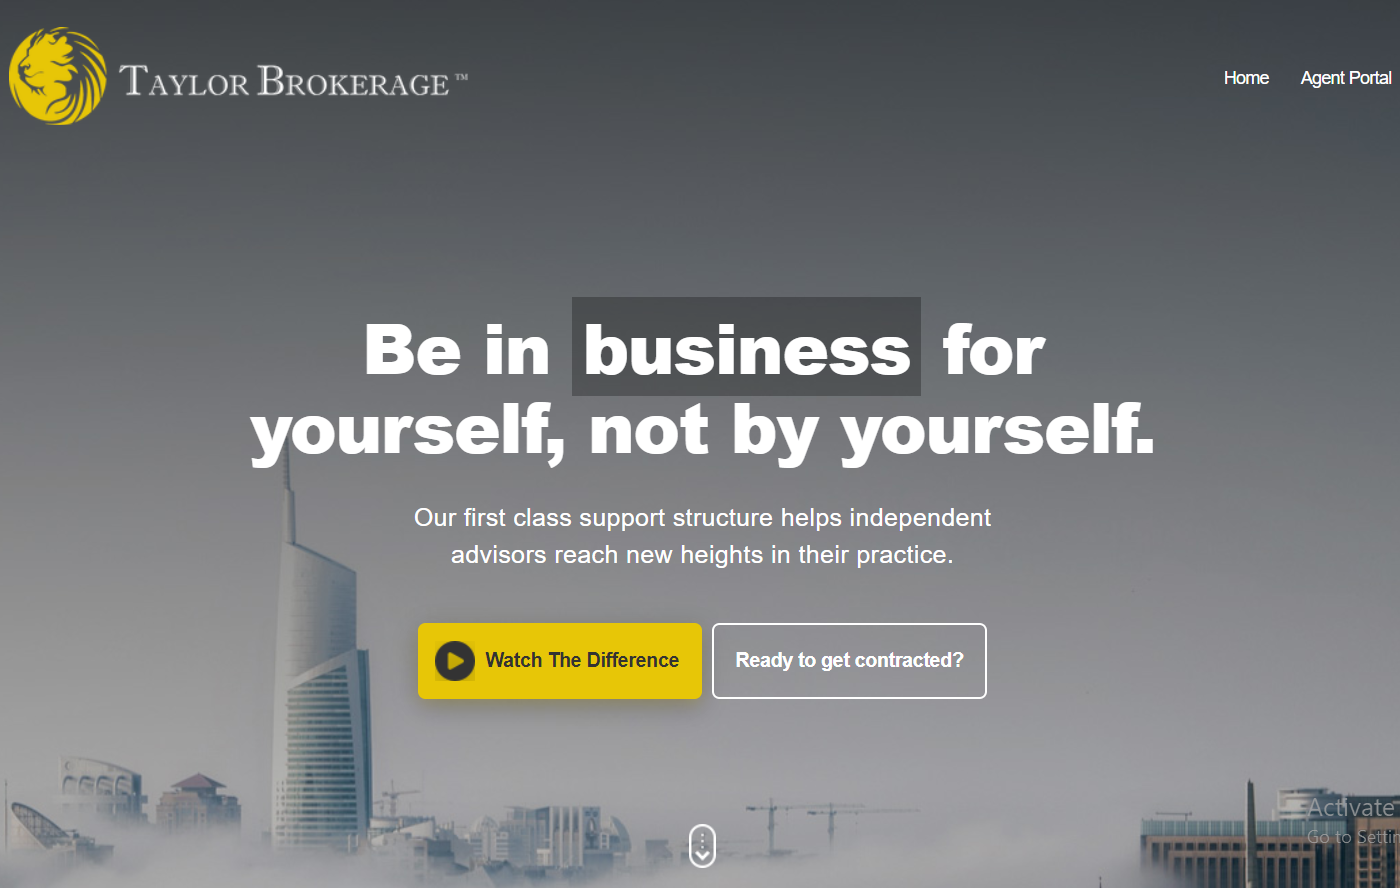 TAYLOR BROKERAGE™
Home
Agent Portal
Be in business for
yourself, not by yourself.
Our first class support structure helps independent
advisors reach new heights in their practice.
Watch The Difference
Ready to get contracted?
Activate
Go to Settin